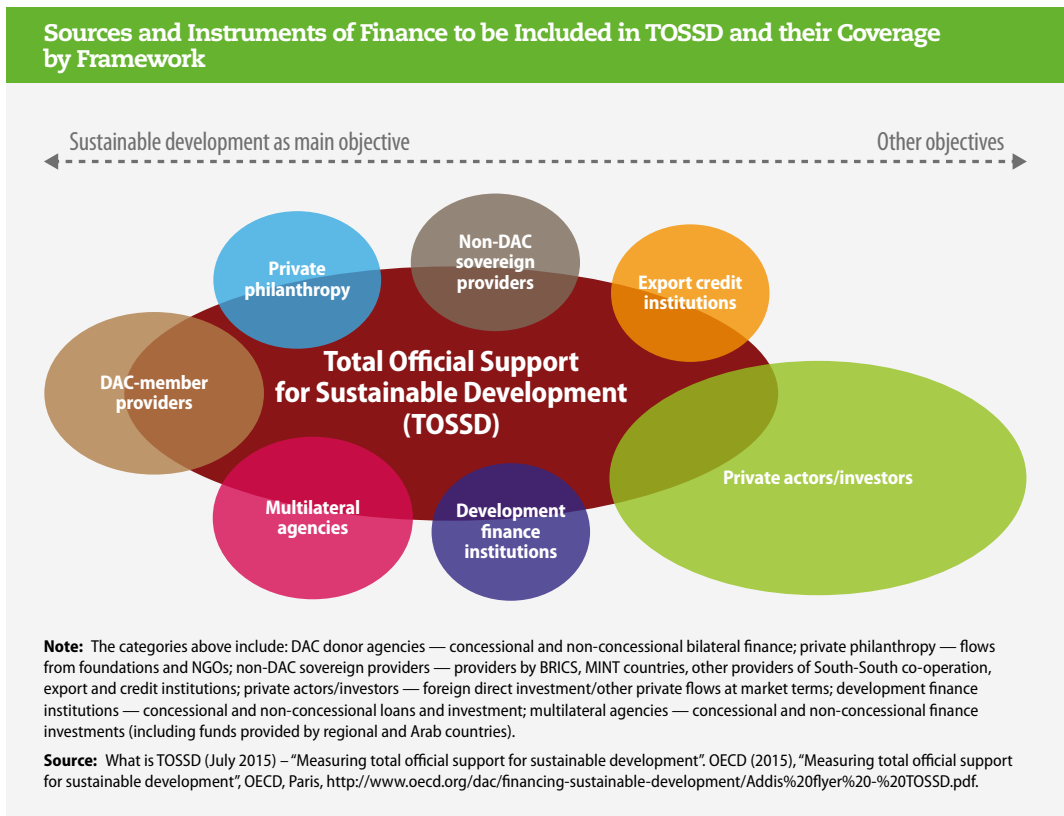 Sources and Instruments of Finance to be Included in TOSSD and their Coverage
by Framework
Sustainable development as main objective
Other objectives
Non-DAC
sovereign
providers
Private
philanthropy
Export credit
institutions
Total Official Support
for Sustainable Development
(TOSSD)
DAC-member
providers
Private actors/investors
Multilateral
agencies
Development
finance
institutions
Note: The categories above include: DAC donor agencies — concessional and non-concessional bilateral finance; private philanthropy — flows
from foundations and NGOs; non-DAC sovereign providers — providers by BRICS, MINT countries, other providers of South-South co-operation,
export and credit institutions; private actors/investors — foreign direct investment/other private flows at market terms; development finance
institutions — concessional and non-concessional loans and investment; multilateral agencies — concessional and non-concessional finance
investments (including funds provided by regional and Arab countries).
Source: What is TOSSD (July 2015) – “Measuring total official support for sustainable development”. OECD (2015), “Measuring total official support
for sustainable development”, OECD, Paris, http://www.oecd.org/dac/financing-sustainable-development/Addis%20flyer%20-%20TOSSD.pdf.